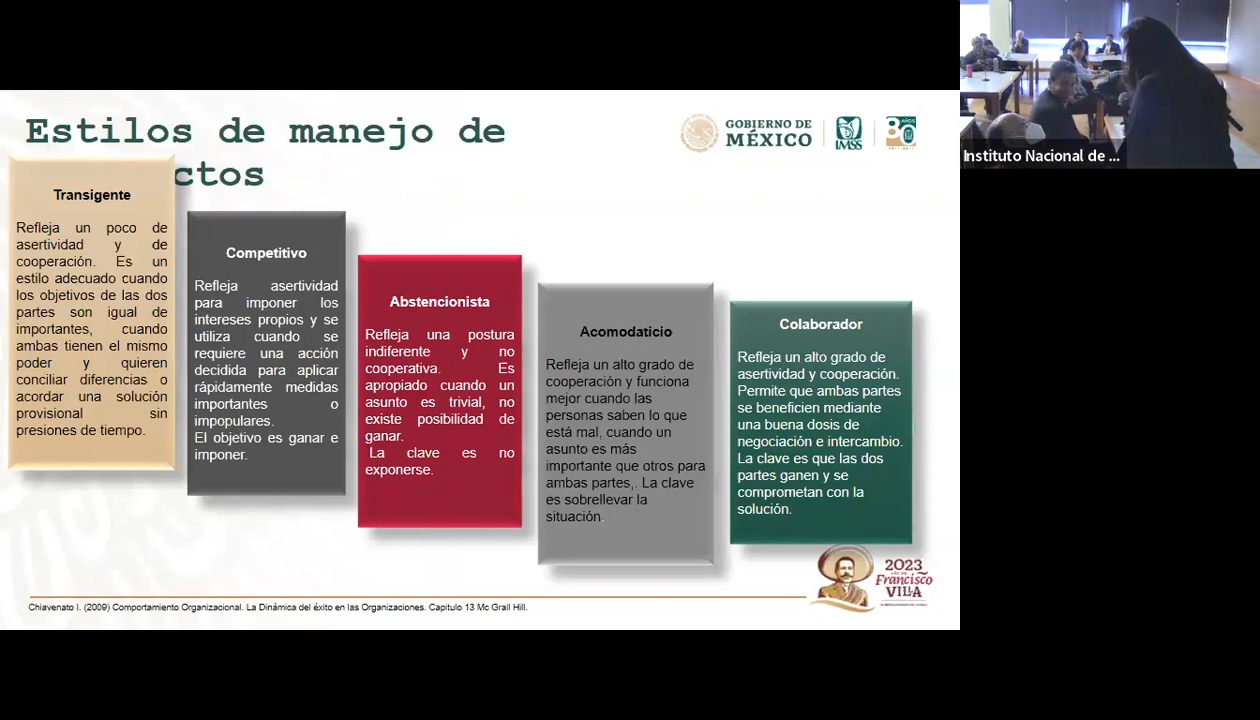 Estilos de manejo de
ctos
GOBIERNO DE
MÉXICO
IMSS
AÑOS
80
Instituto Nacional de ...
Transigente
Refleja un poco de
asertividad y de
cooperación. Es un
estilo adecuado cuando
los objetivos de las dos
partes son igual de
importantes, cuando
ambas tienen el mismo
poder y quieren
conciliar diferencias o
acordar una solución
provisional sin
presiones de tiempo.
Competitivo
Refleja asertividad
para imponer los
intereses propios y se
utiliza cuando se
requiere una acción
decidida para aplicar
rápidamente medidas
importantes o
impopulares.
El objetivo es ganar e
imponer.
Abstencionista
Refleja una postura
indiferente y no
cooperativa. Es
apropiado cuando un
asunto es trivial, no
existe posibilidad de
ganar.
La clave es no
exponerse.
Acomodaticio
Refleja un alto grado de
cooperación y funciona
mejor cuando las
personas saben lo que
está mal, cuando un
asunto es más
importante que otros para
ambas partes,. La clave
es sobrellevar la
situación.
Colaborador
Refleja un alto grado de
asertividad y cooperación.
Permite que ambas partes
se beneficien mediante
una buena dosis de
negociación e intercambio.
La clave es que las dos
partes ganen y se
comprometan con la
solución.
2023
Francisco
VILLA
Chiavenato I. (2009) Comportamiento Organizacional. La Dinámica del éxito en las Organizaciones. Capitulo 13 Mc Grall Hill.